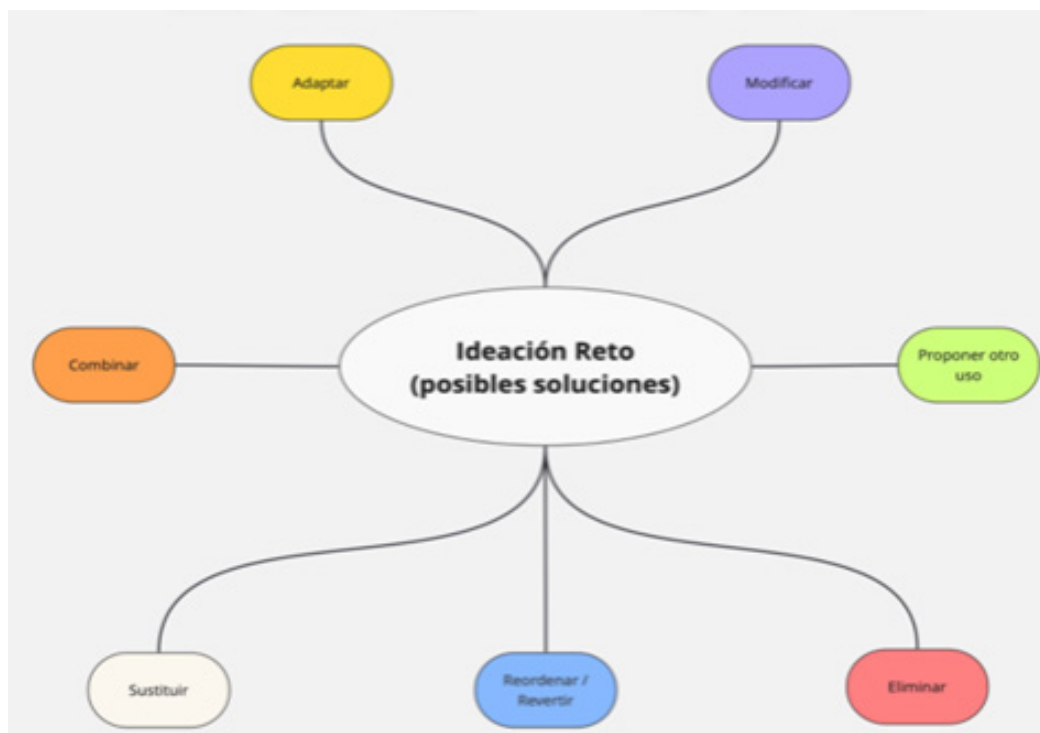 Adaptar
Modificar
Combinar
Ideación Reto
(posibles soluciones)
Proponer otro
uso
Sustituir
Reordenar /
Revertir
Eliminar